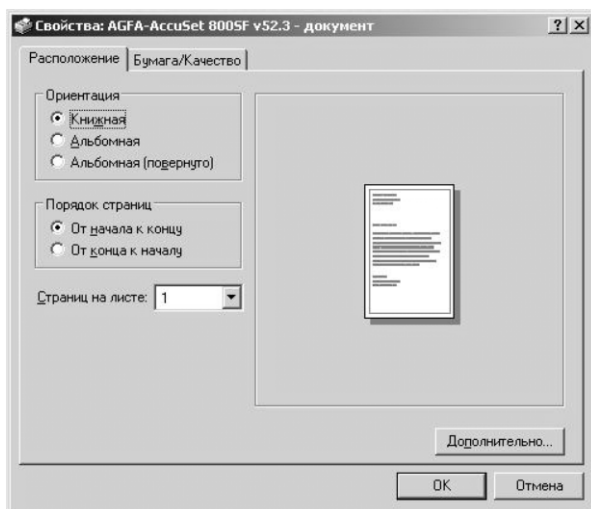 Свойства: AGFA-AccuSet 800SF v52.3 - документ
Расположение Бумага/Качество
Ориентация
Книжная
Альбомная
Альбомная (повернуто)
Порядок страниц
От начала к концу
От конца к началу
Страниц на листе: 1
Дополнительно...
OK Отмена